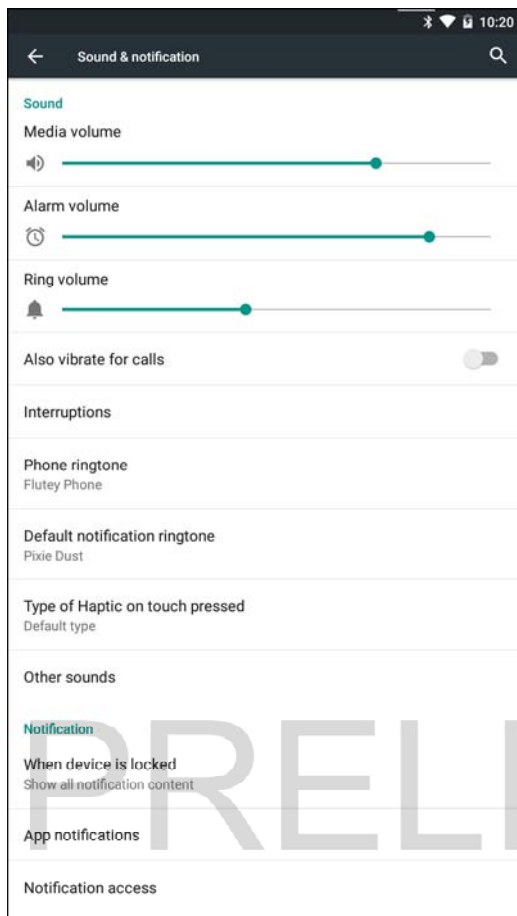 10:20
Sound & notification
Sound
Media volume
Alarm volume
Ring volume
Also vibrate for calls
Interruptions
Phone ringtone
Flutey Phone
Default notification ringtone
Pixie Dust
Type of Haptic on touch pressed
Default type
Other sounds
Notification
When device is locked
Show all notification content
App notifications
Notification access
PREL